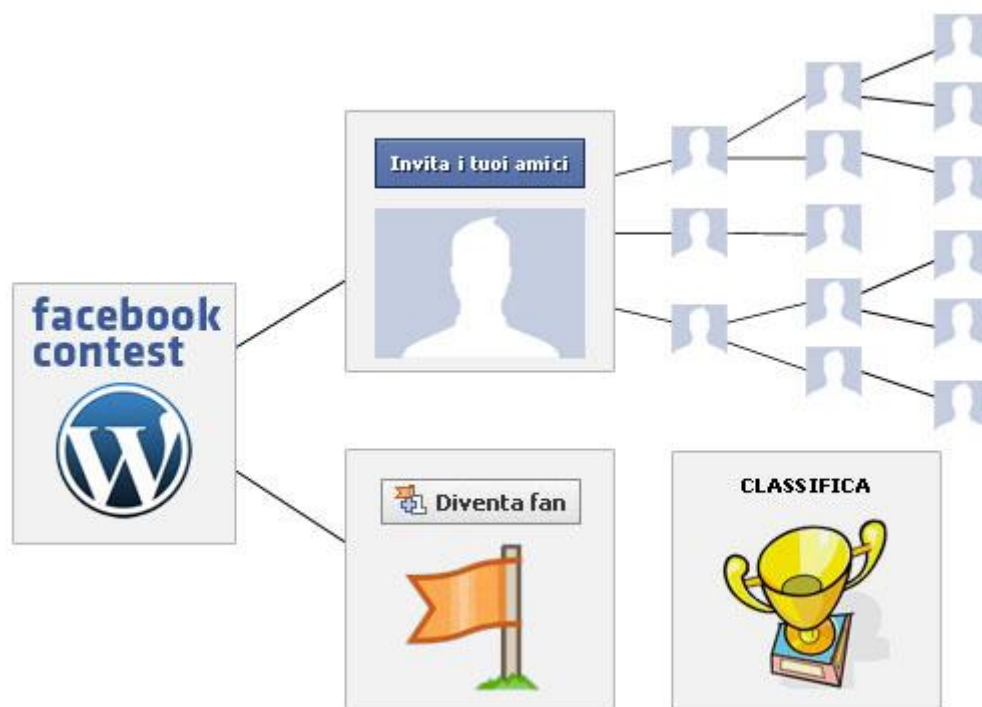 Invita i tuoi amici
facebook
contest
Diventa fan
CLASSIFICA